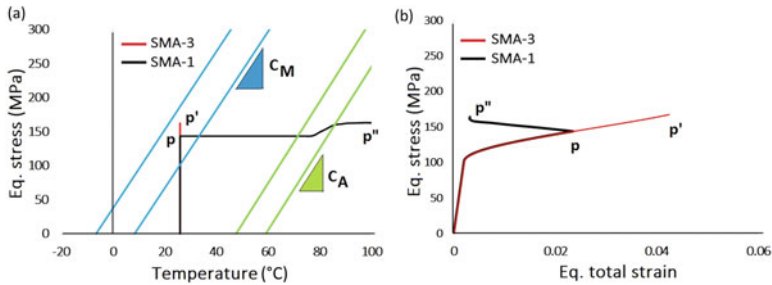 (a)
300
250
200
150
100
50
0
Eq. stress (MPa)
SMA-3
SMA-1
p'
p
p"
C_M
C_A
-20 0 20 40 60 80 100
Temperature (°C)
(b)
300
250
200
150
100
50
0
Eq. stress (MPa)
SMA-3
SMA-1
p"
p
p'
0 0.02 0.04 0.06
Eq. total strain